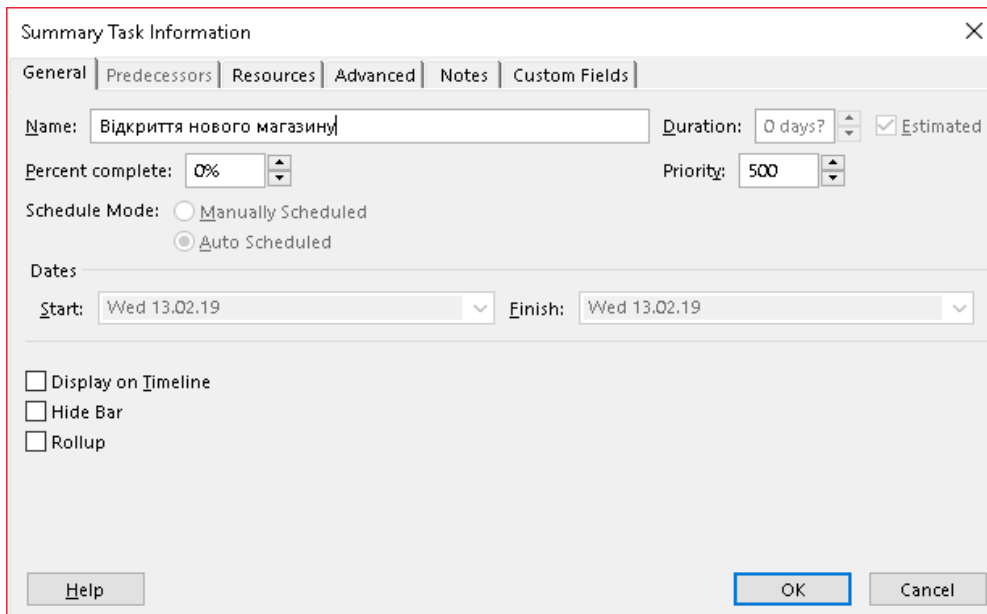 Summary Task Information
General Predecessors Resources Advanced Notes Custom Fields
Name: Відкриття нового магазину Duration: 0 days? Estimated
Percent complete: 0% Priority: 500
Schedule Mode: Manually Scheduled
Auto Scheduled
Dates
Start: Wed 13.02.19 Finish: Wed 13.02.19
Display on Timeline
Hide Bar
Rollup
Help OK Cancel